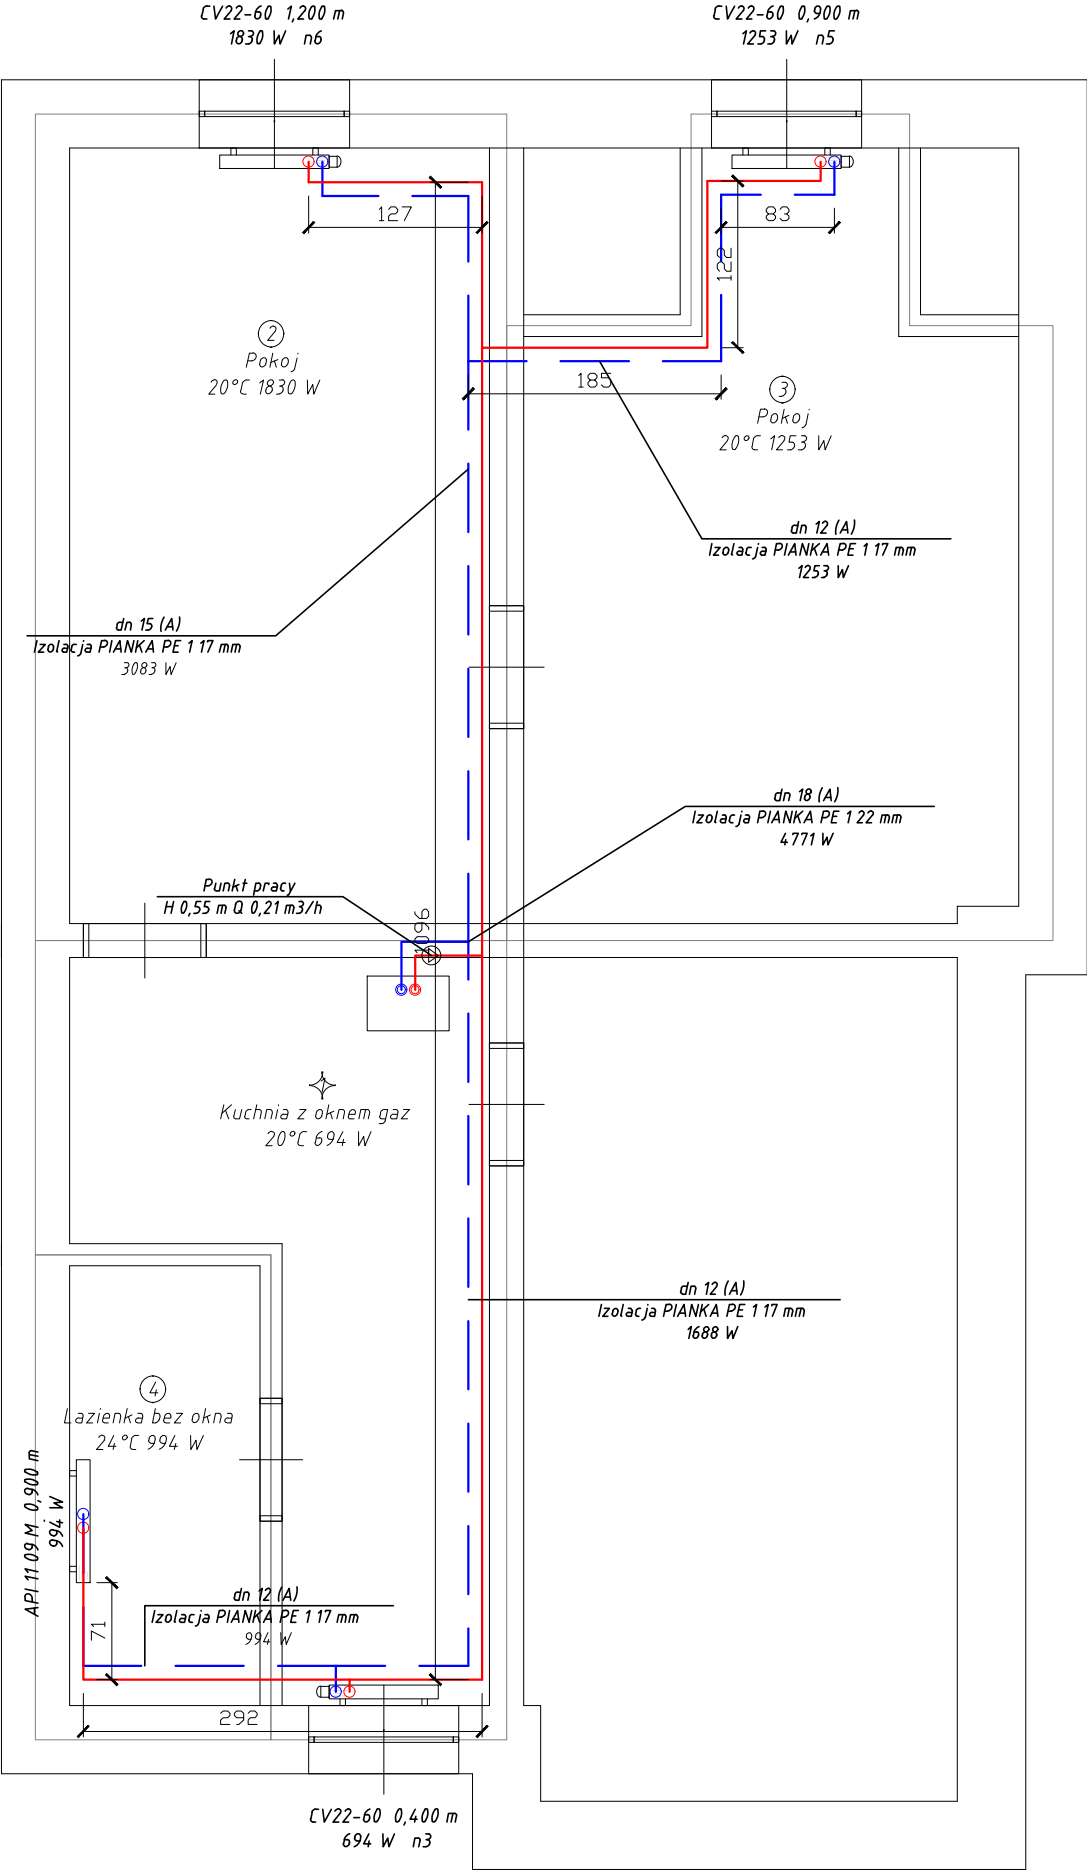 CV22-60 1,200 m
1830 W n6
CV22-60 0,900 m
1253 W n5
127
83
122
2
Pokoj
20°C 1830 W
185
3
Pokoj
20°C 1253 W
dn 12 (A)
Izolacja PIANKA PE 1 17 mm
1253 W
dn 15 (A)
Izolacja PIANKA PE 1 17 mm
3083 W
dn 18 (A)
Izolacja PIANKA PE 1 22 mm
4771 W
Punkt pracy
H 0,55 m Q 0,21 m3/h
1096
Kuchnia z oknem gaz
20°C 694 W
dn 12 (A)
Izolacja PIANKA PE 1 17 mm
1688 W
4
Lazienka bez okna
24°C 994 W
API 11 09 M 0,900 m
994 W
dn 12 (A)
Izolacja PIANKA PE 1 17 mm
994 W
71
292
CV22-60 0,400 m
694 W n3